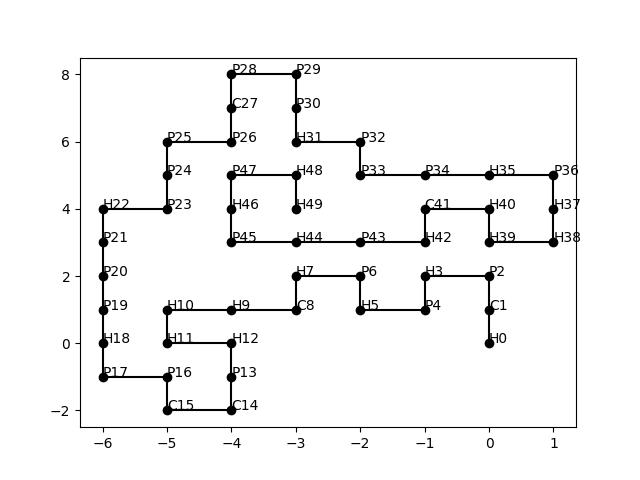 8
P28 P29
C27 P30
6
P25 P26 H31 P32
P24 P47 H48 P33 P34 H35 P36
4
H22 P23 H46 H49 C41 H40 H37
P21 P45 H44 P43 H42 H39 H38
2
P20 H7 P6 H3 P2
P19 H10 H9 C8 H5 P4 C1
0
H18 H11 H12 H0
P17 P16 P13
−2
C15 C14
−6 −5 −4 −3 −2 −1 0 1